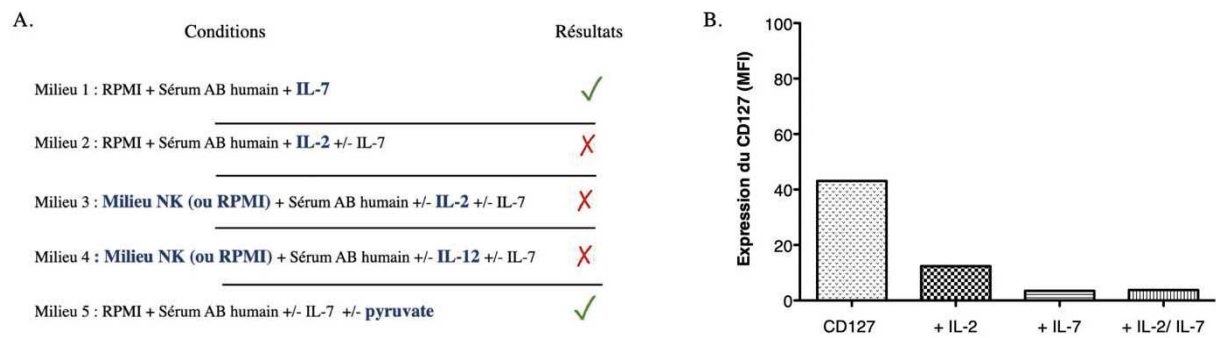 A.
Conditions Résultats
Milieu 1 : RPMI + Sérum AB humain + IL-7
Milieu 2 : RPMI + Sérum AB humain + IL-2 +/- IL-7
Milieu 3 : Milieu NK (ou RPMI) + Sérum AB humain +/- IL-2 +/- IL-7
Milieu 4 : Milieu NK (ou RPMI) + Sérum AB humain +/- IL-12 +/- IL-7
Milieu 5 : RPMI + Sérum AB humain +/- IL-7 +/- pyruvate
B.
Expression du CD127 (MFI)
100
80
60
40
20
0
CD127 + IL-2 + IL-7 + IL-2/ IL-7